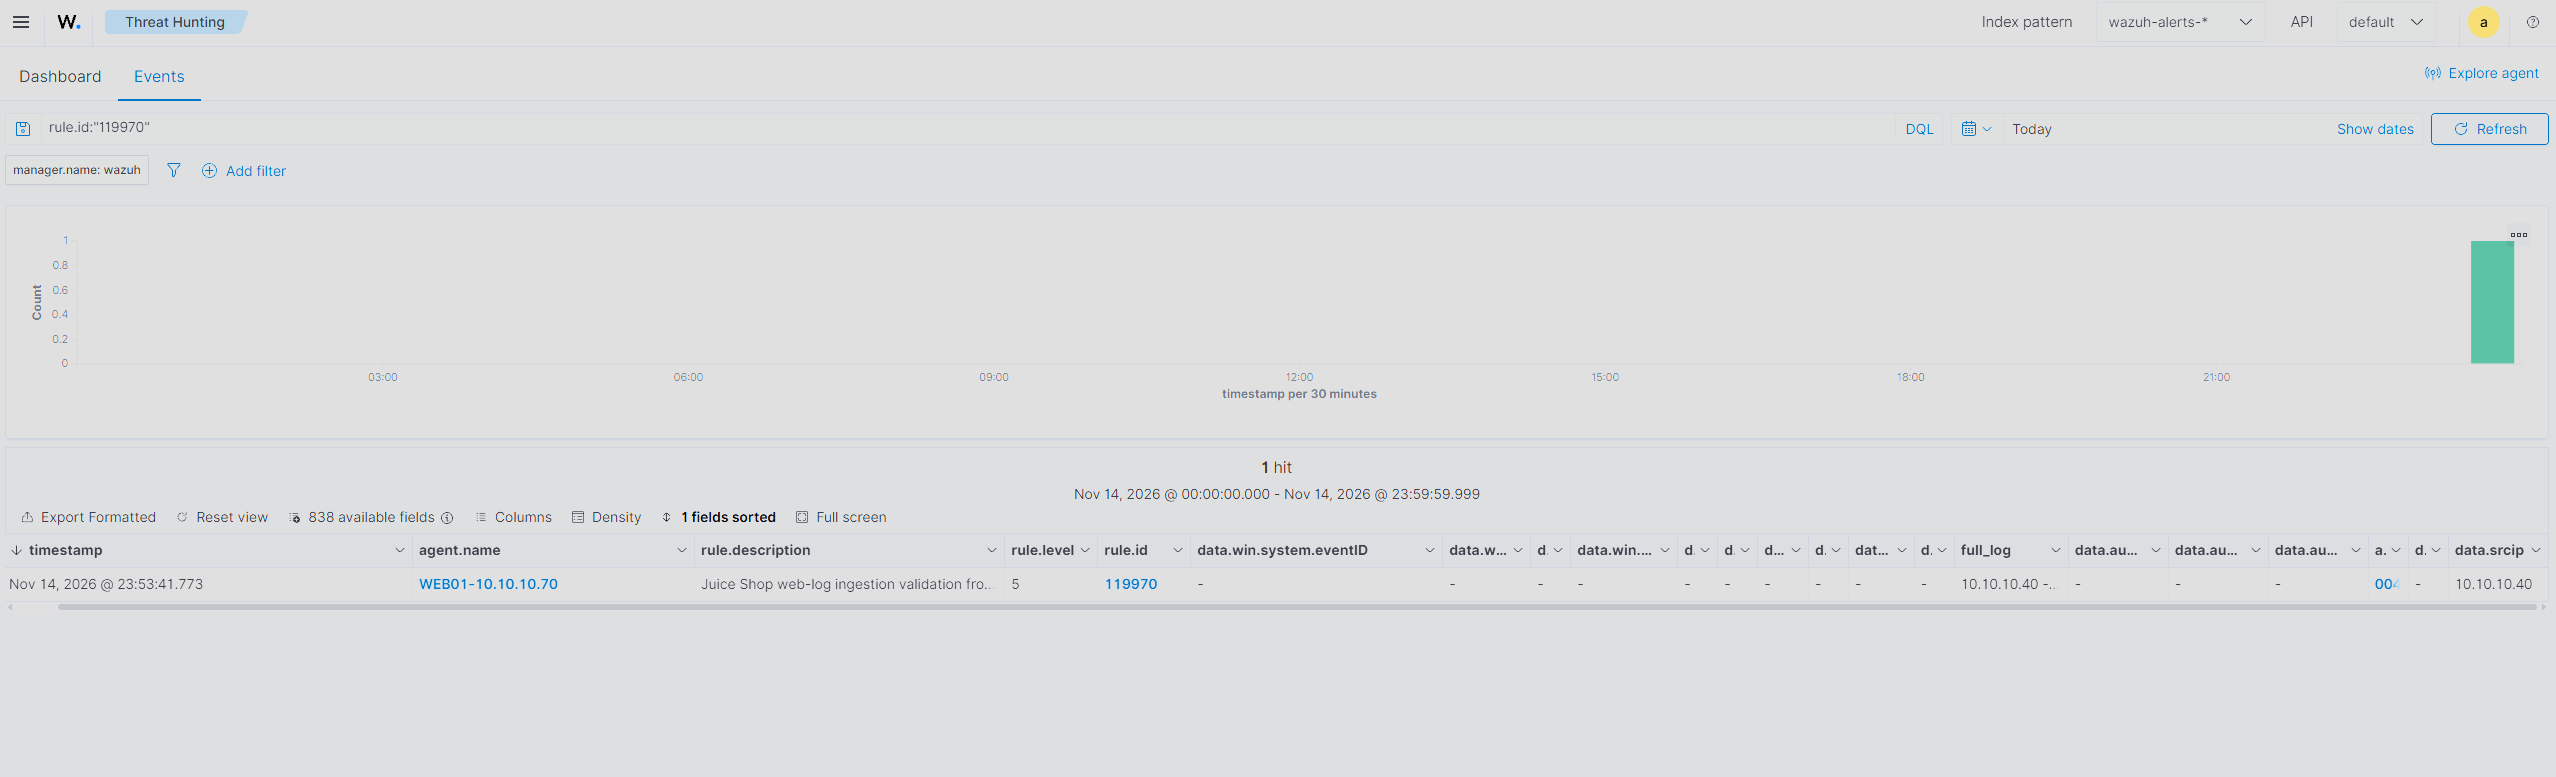 W. Threat Hunting Index pattern wazuh-alerts-* API default a
Dashboard Events Explore agent
rule.id:"119970" DQL Today Show dates Refresh
manager.name: wazuh Add filter
1
0.8
0.6
0.4
0.2
0
Count
03:00 06:00 09:00 12:00 15:00 18:00 21:00
timestamp per 30 minutes
1 hit
Nov 14, 2026 @ 00:00:00.000 - Nov 14, 2026 @ 23:59:59.999
Export Formatted Reset view 838 available fields Columns Density 1 fields sorted Full screen
timestamp agent.name rule.description rule.level rule.id data.win.system.eventID data.w... d. data.win.... d. d. d... d. dat... d. full_log data.au... data.au... data.au... a. d. data.srcip
Nov 14, 2026 @ 23:53:41.773 WEB01-10.10.10.70 Juice Shop web-log ingestion validation fro... 5 119970 - - - - - - - - - - 10.10.10.40 -... - - - 004 - 10.10.10.40